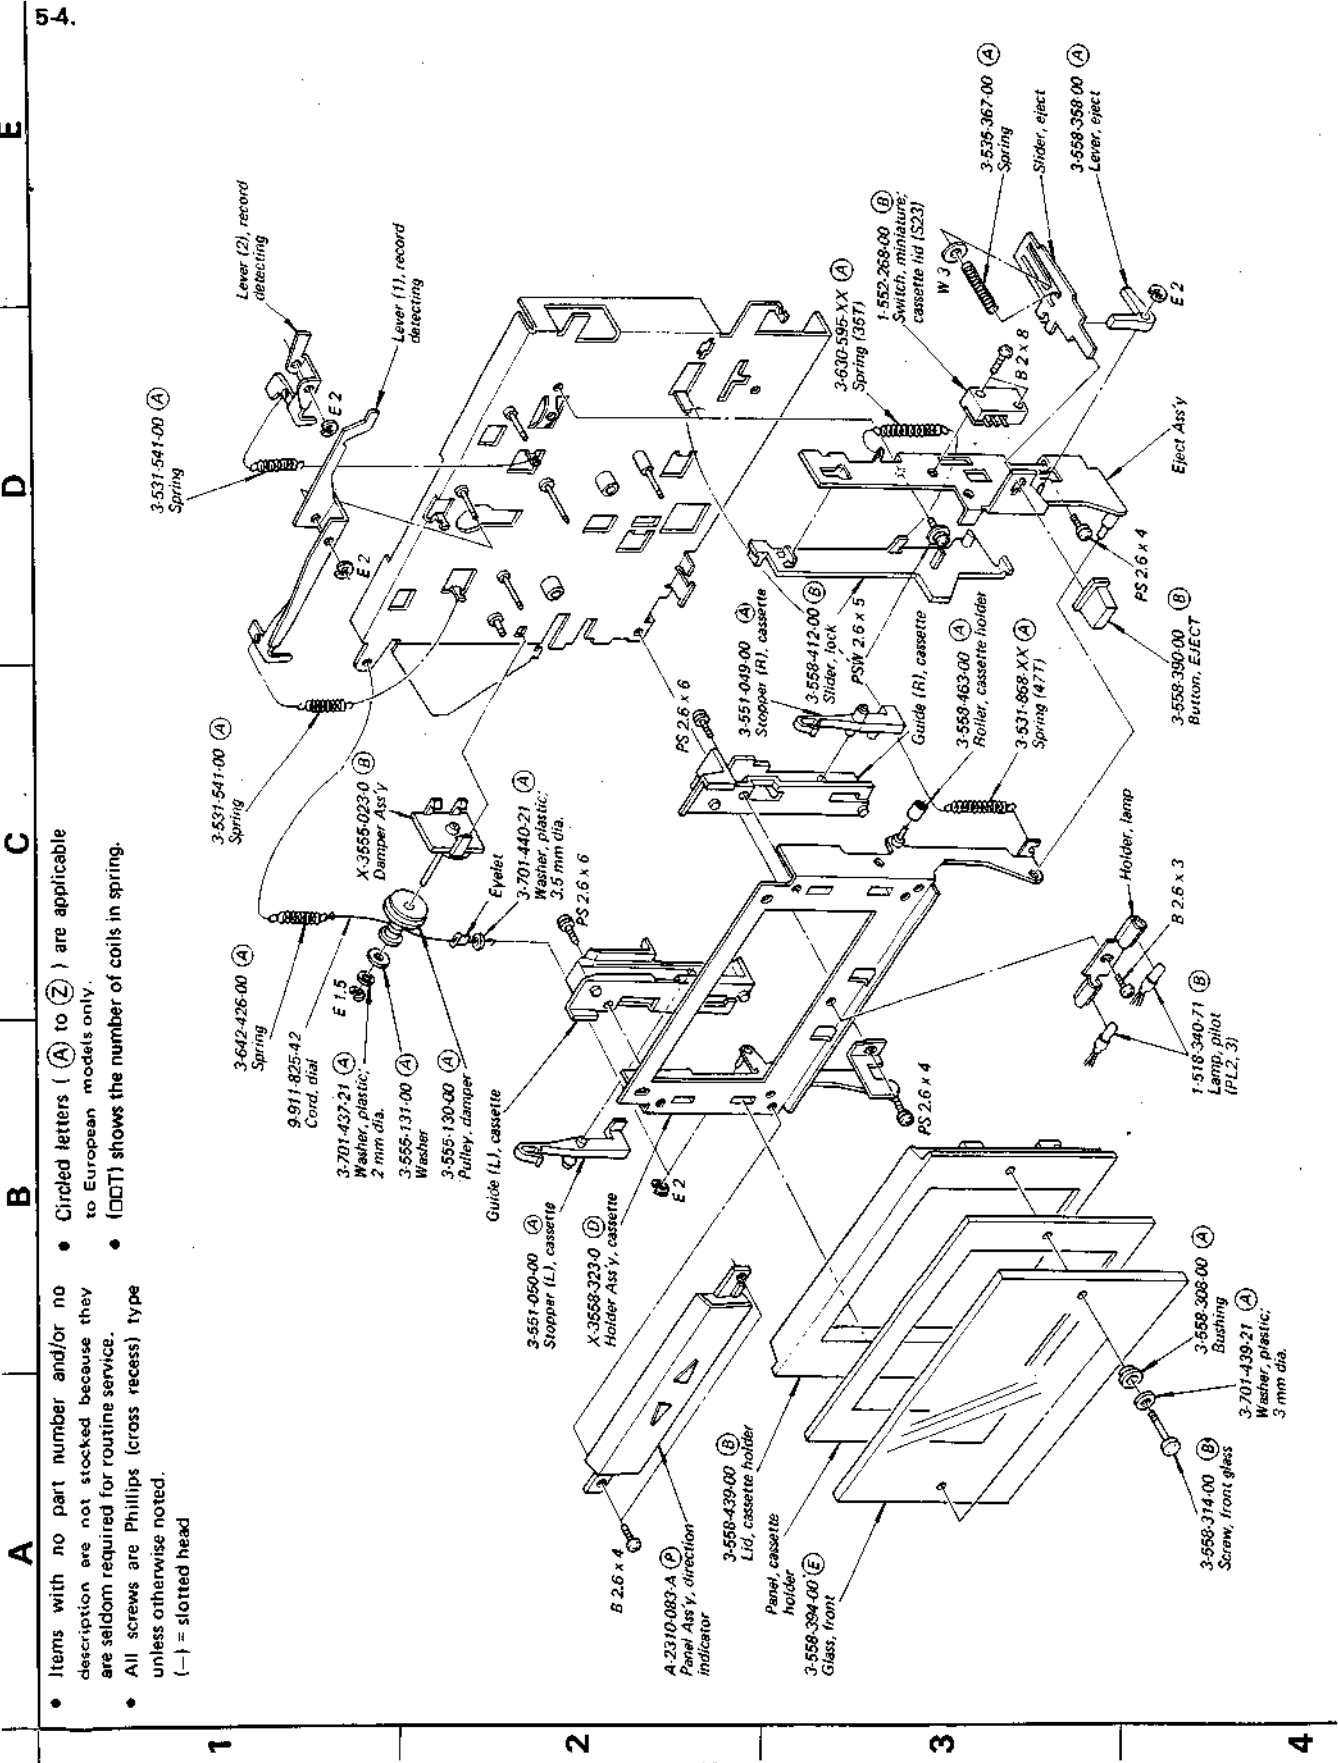 5-4.
A
B
C
D
E
1
2
3
4
• Items with no part number and/or no
description are not stocked because they
are seldom required for routine service.
• All screws are Phillips (cross recess) type
unless otherwise noted.
(—) = slotted head
• Circled letters ( Ⓐ to Ⓩ ) are applicable
to European models only.
• (□□T) shows the number of coils in spring.
3-531-541-00 Ⓐ
Spring
Lever (2), record
detecting
Lever (1), record
detecting
E 2
E 2
3-531-541-00 Ⓐ
Spring
3-642-426-00 Ⓐ
Spring
9-911-825-42
Cord, dial
E 1.5
3-701-437-21 Ⓐ
Washer, plastic;
2 mm dia.
3-555-131-00 Ⓐ
Washer
3-555-130-00 Ⓐ
Pulley, damper
X-3555-023-0 Ⓑ
Damper Ass'y
Eyelet
3-701-440-21 Ⓐ
Washer, plastic;
3.5 mm dia.
PS 2.6 x 6
Guide (L), cassette
3-551-050-00 Ⓐ
Stopper (L), cassette
X-3558-323-0 Ⓓ
Holder Ass'y, cassette
E 2
B 2.6 x 4
A-2310-083-A Ⓟ
Panel Ass'y, direction
indicator
3-558-439-00 Ⓑ
Lid, cassette holder
Panel, cassette
holder
3-558-394-00 Ⓔ
Glass, front
3-558-314-00 Ⓑ
Screw, front glass
3-701-439-21 Ⓐ
Washer, plastic;
3 mm dia.
3-558-308-00 Ⓐ
Bushing
PS 2.6 x 4
1-518-340-71 Ⓑ
Lamp, pilot
(PL2, 3)
B 2.6 x 3
Holder, lamp
PS 2.6 x 6
3-551-049-00 Ⓐ
Stopper (R), cassette
3-558-412-00 Ⓑ
Slider, lock
PSW 2.6 x 5
Guide (R), cassette
3-558-463-00 Ⓐ
Roller, cassette holder
3-531-868-XX Ⓐ
Spring (47T)
3-558-390-00 Ⓑ
Button, EJECT
PS 2.6 x 4
Eject Ass'y
3-630-595-XX Ⓐ
Spring (35T)
1-552-268-00 Ⓑ
Switch, miniature;
cassette lid (S23)
B 2 x 8
W 3
3-535-367-00 Ⓐ
Spring
Slider, eject
3-558-358-00 Ⓐ
Lever, eject
E 2